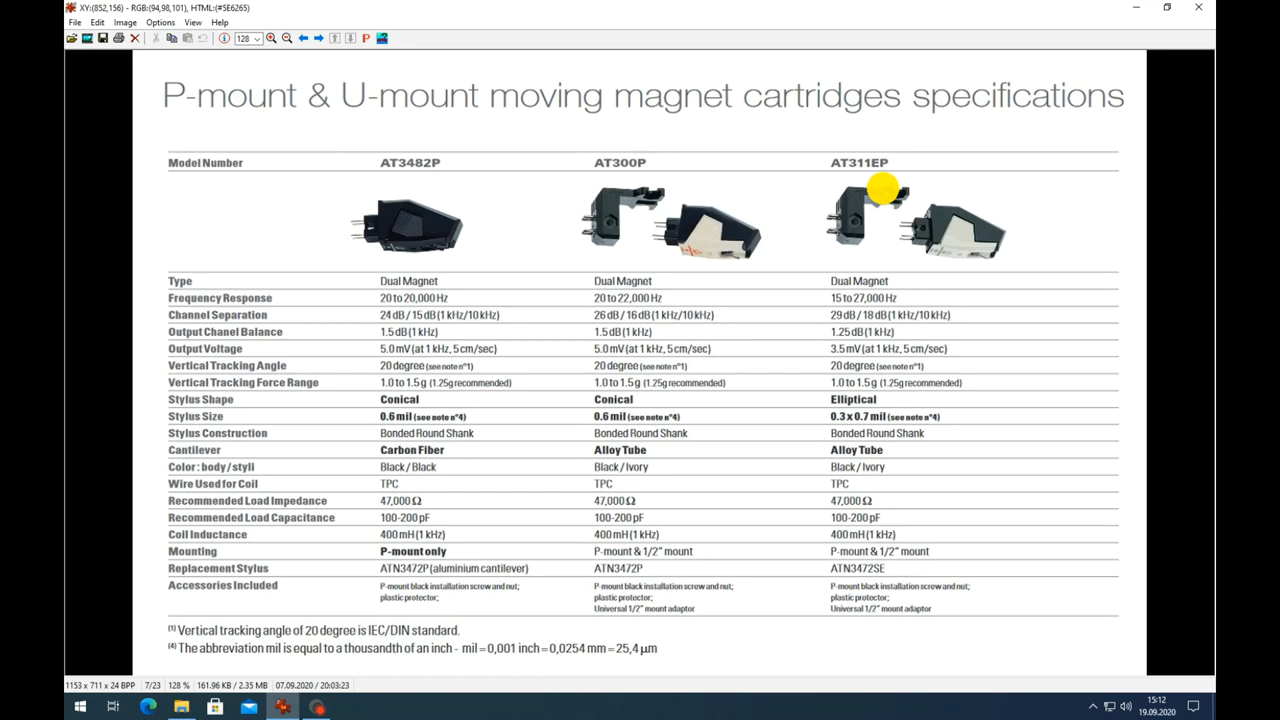 XY:(852,156) - RGB:(94,98,101), HTML:(#5E6265)
File Edit Image Options View Help
128
P-mount & U-mount moving magnet cartridges specifications
Model Number AT3482P AT300P AT311EP
Type Dual Magnet Dual Magnet Dual Magnet
Frequency Response 20 to 20,000 Hz 20 to 22,000 Hz 15 to 27,000 Hz
Channel Separation 24 dB / 15 dB (1 kHz/10 kHz) 26 dB / 16 dB (1 kHz/10 kHz) 29 dB / 18 dB (1 kHz/10 kHz)
Output Chanel Balance 1.5 dB (1 kHz) 1.5 dB (1 kHz) 1.25 dB (1 kHz)
Output Voltage 5.0 mV (at 1 kHz, 5 cm/sec) 5.0 mV (at 1 kHz, 5 cm/sec) 3.5 mV (at 1 kHz, 5 cm/sec)
Vertical Tracking Angle 20 degree (see note n°1) 20 degree (see note n°1) 20 degree (see note n°1)
Vertical Tracking Force Range 1.0 to 1.5 g (1.25g recommended) 1.0 to 1.5 g (1.25g recommended) 1.0 to 1.5 g (1.25g recommended)
Stylus Shape Conical Conical Elliptical
Stylus Size 0.6 mil (see note n°4) 0.6 mil (see note n°4) 0.3 x 0.7 mil (see note n°4)
Stylus Construction Bonded Round Shank Bonded Round Shank Bonded Round Shank
Cantilever Carbon Fiber Alloy Tube Alloy Tube
Color : body / styli Black / Black Black / Ivory Black / Ivory
Wire Used for Coil TPC TPC TPC
Recommended Load Impedance 47,000 Ω 47,000 Ω 47,000 Ω
Recommended Load Capacitance 100-200 pF 100-200 pF 100-200 pF
Coil Inductance 400 mH (1 kHz) 400 mH (1 kHz) 400 mH (1 kHz)
Mounting P-mount only P-mount & 1/2" mount P-mount & 1/2" mount
Replacement Stylus ATN3472P (aluminium cantilever) ATN3472P ATN3472SE
Accessories Included P-mount black installation screw and nut; P-mount black installation screw and nut; P-mount black installation screw and nut;
plastic protector; plastic protector; plastic protector;
Universal 1/2" mount adaptor Universal 1/2" mount adaptor
(1) Vertical tracking angle of 20 degree is IEC/DIN standard.
(4) The abbreviation mil is equal to a thousandth of an inch - mil = 0,001 inch = 0,0254 mm = 25,4 μm
1153 x 711 x 24 BPP 7/23 128 % 161.96 KB / 2.35 MB 07.09.2020 / 20:03:23
15:12
19.09.2020